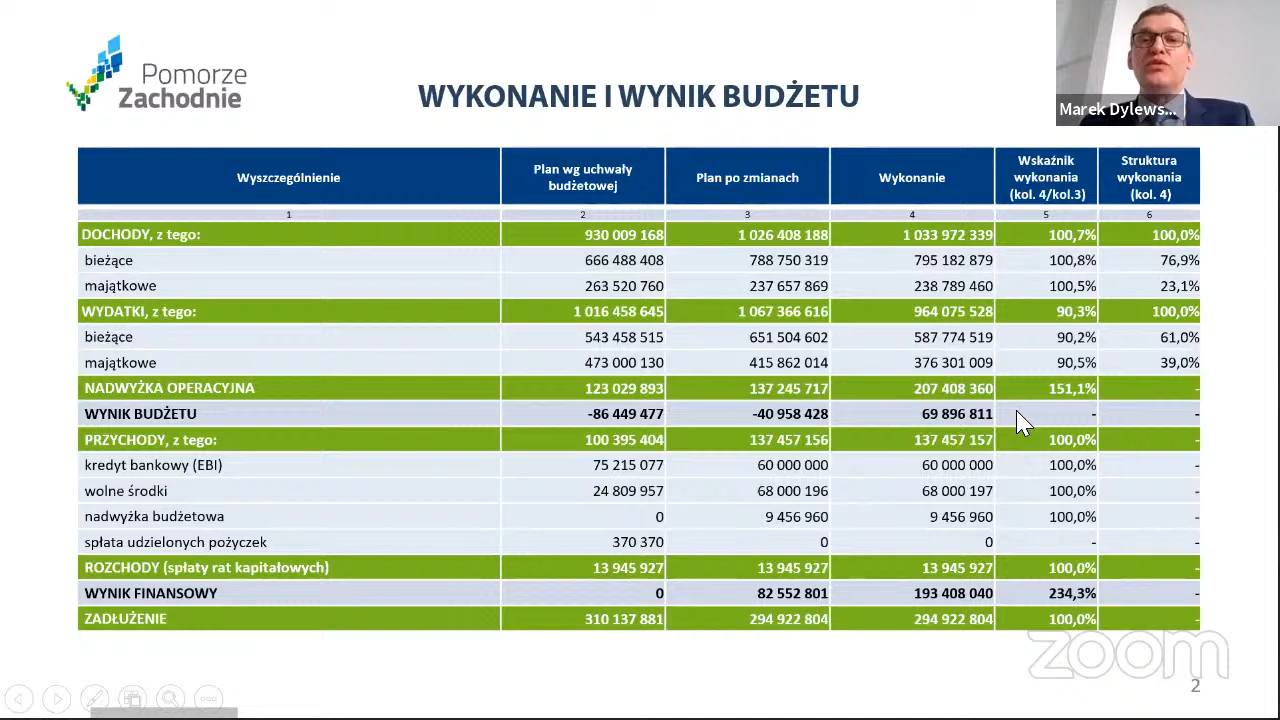 Pomorze
Zachodnie
WYKONANIE I WYNIK BUDŻETU
Marek Dylews...
Wyszczególnienie Plan wg uchwały budżetowej Plan po zmianach Wykonanie Wskaźnik wykonania (kol. 4/kol.3) Struktura wykonania (kol. 4)
1 2 3 4 5 6
DOCHODY, z tego: 930 009 168 1 026 408 188 1 033 972 339 100,7% 100,0%
bieżące 666 488 408 788 750 319 795 182 879 100,8% 76,9%
majątkowe 263 520 760 237 657 869 238 789 460 100,5% 23,1%
WYDATKI, z tego: 1 016 458 645 1 067 366 616 964 075 528 90,3% 100,0%
bieżące 543 458 515 651 504 602 587 774 519 90,2% 61,0%
majątkowe 473 000 130 415 862 014 376 301 009 90,5% 39,0%
NADWYŻKA OPERACYJNA 123 029 893 137 245 717 207 408 360 151,1% -
WYNIK BUDŻETU -86 449 477 -40 958 428 69 896 811 - -
PRZYCHODY, z tego: 100 395 404 137 457 156 137 457 157 100,0% -
kredyt bankowy (EBI) 75 215 077 60 000 000 60 000 000 100,0% -
wolne środki 24 809 957 68 000 196 68 000 197 100,0% -
nadwyżka budżetowa 0 9 456 960 9 456 960 100,0% -
spłata udzielonych pożyczek 370 370 0 0 - -
ROZCHODY (spłaty rat kapitałowych) 13 945 927 13 945 927 13 945 927 100,0% -
WYNIK FINANSOWY 0 82 552 801 193 408 040 234,3% -
ZADŁUŻENIE 310 137 881 294 922 804 294 922 804 100,0% -
zoom
2